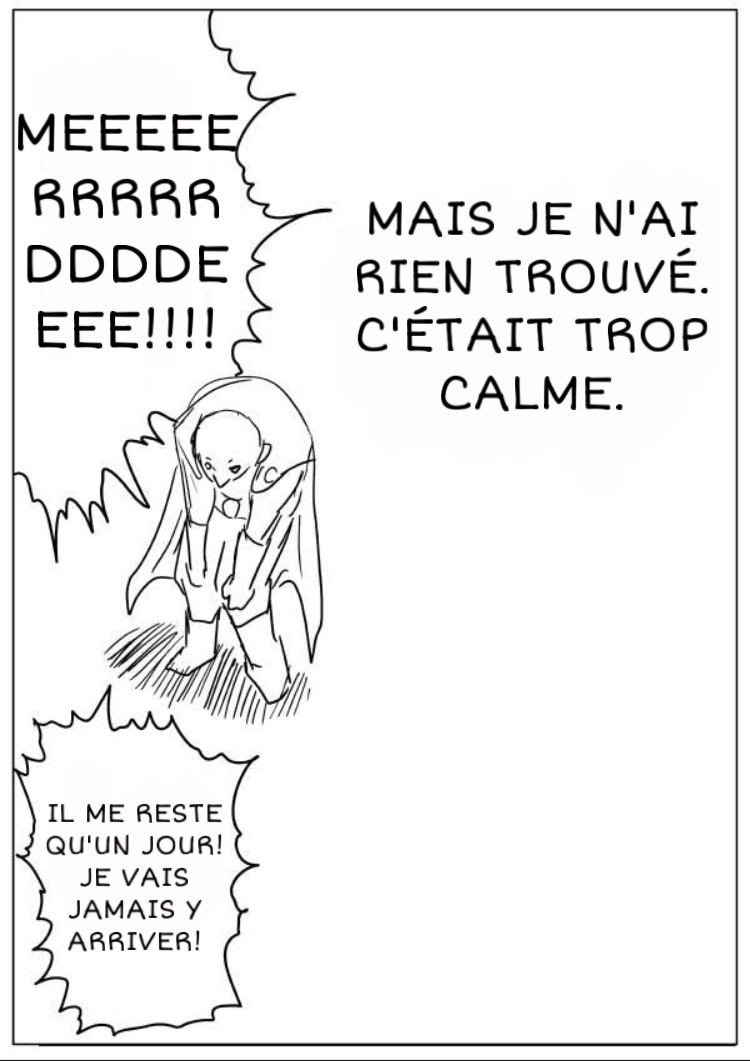 MAIS JE N'AI
RIEN TROUVÉ.
C'ÉTAIT TROP
CALME.
MEEEEE
RRRRR
DDDDE
EEE!!!!
IL ME RESTE
QU'UN JOUR!
JE VAIS
JAMAIS Y
ARRIVER!